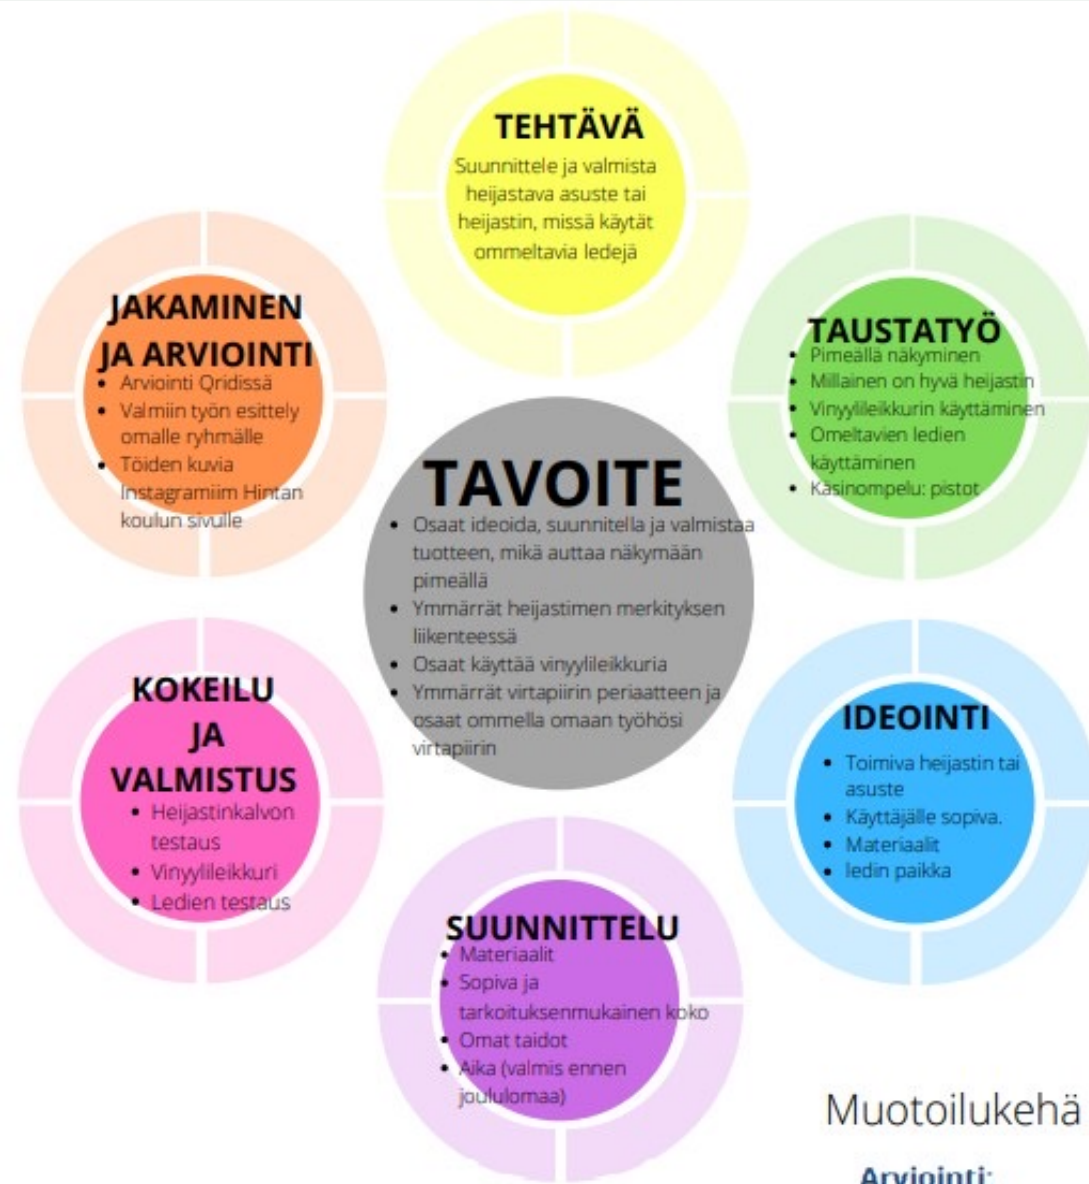 TEHTÄVÄ
Suunnittele ja valmista
heijastava asuste tai
heijastin, missä käytät
ommeltavia ledejä
TAUSTATYÖ
• Pimeällä näkyminen
• Millainen on hyvä heijastin
• Vinyylileikkurin käyttäminen
• Omeltavien ledien
käyttäminen
• Käsinompelu: pistot
IDEOINTI
• Toimiva heijastin tai
asuste
• Käyttäjälle sopiva.
• Materiaalit
• ledin paikka
SUUNNITTELU
• Materiaalit
• Sopiva ja
tarkoituksenmukainen koko
• Omat taidot
• Aika (valmis ennen
joululomaa)
KOKEILU
JA
VALMISTUS
• Heijastinkalvon
testaus
• Vinyylileikkuri
• Ledien testaus
JAKAMINEN
JA ARVIOINTI
• Arviointi Qridissä
• Valmiin työn esittely
omalle ryhmälle
• Töiden kuvia
Instagramiim Hintan
koulun sivulle
TAVOITE
• Osaat ideoida, suunnitella ja valmistaa
tuotteen, mikä auttaa näkymään
pimeällä
• Ymmärrät heijastimen merkityksen
liikenteessä
• Osaat käyttää vinyylileikkuria
• Ymmärrät virtapiirin periaatteen ja
osaat ommella omaan työhösi
virtapiirin
Muotoilukehä
Arviointi: